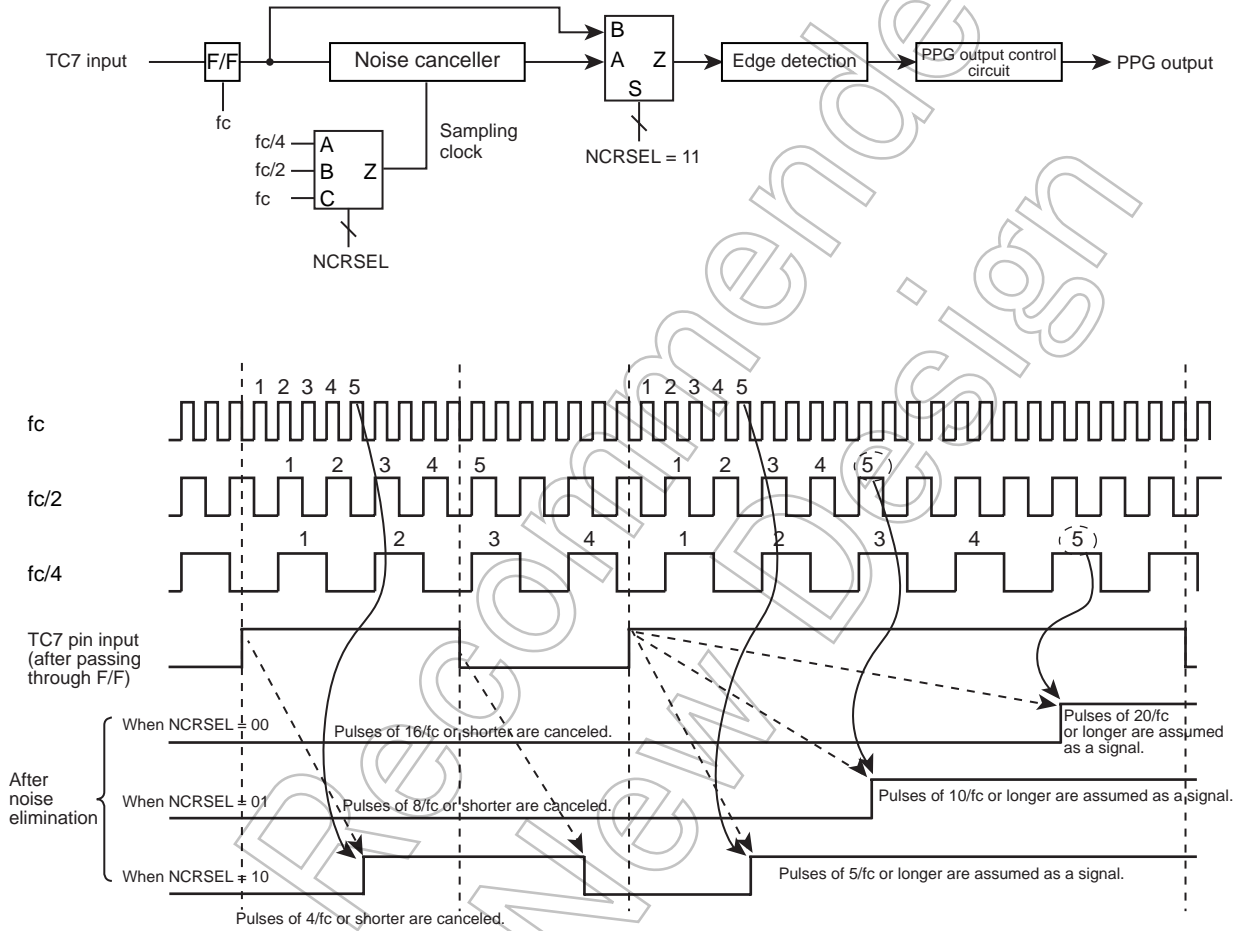 TC7 input
F/F
fc
Noise canceller
B
A
Z
S
NCRSEL = 11
Edge detection
PPG output control
circuit
PPG output
Sampling
clock
fc/4
fc/2
fc
A
B
C
Z
NCRSEL
1 2 3 4 5 1 2 3 4 5
fc
1 2 3 4 5 1 2 3 4 5
fc/2
1 2 3 4 1 2 3 4 5
fc/4
TC7 pin input
(after passing
through F/F)
When NCRSEL = 00
Pulses of 16/fc or shorter are canceled.
Pulses of 20/fc
or longer are assumed
as a signal.
After
noise
elimination
When NCRSEL = 01
Pulses of 8/fc or shorter are canceled.
Pulses of 10/fc or longer are assumed as a signal.
When NCRSEL = 10
Pulses of 4/fc or shorter are canceled.
Pulses of 5/fc or longer are assumed as a signal.
Recommende
New Design